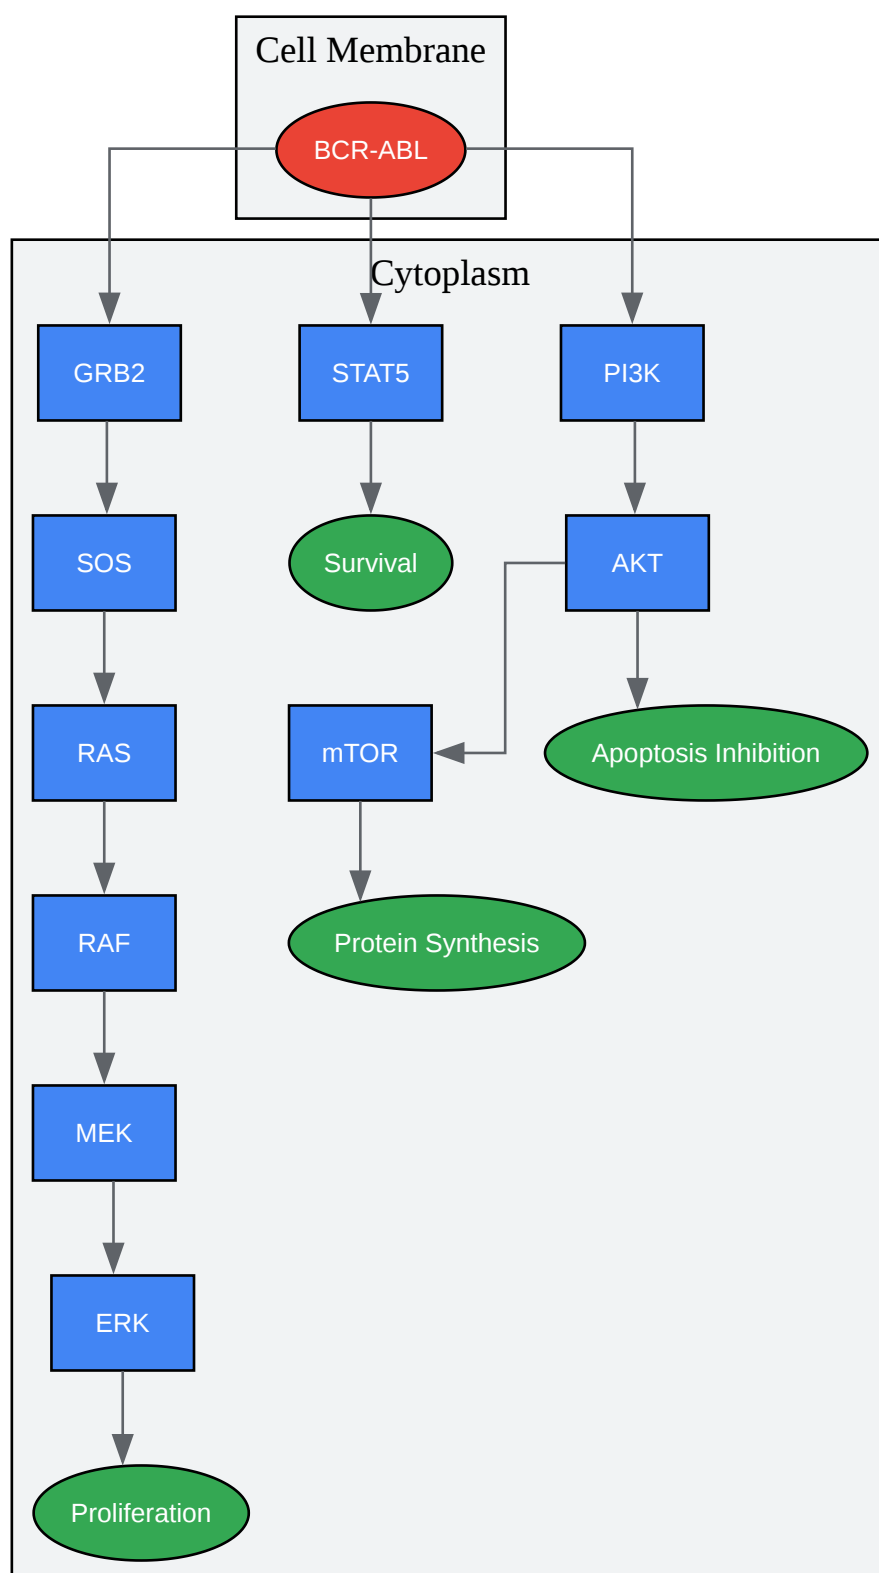 Cell Membrane
BCR-ABL
Cytoplasm
GRB2
STAT5
PI3K
SOS
Survival
AKT
RAS
mTOR
Apoptosis Inhibition
RAF
Protein Synthesis
MEK
ERK
Proliferation